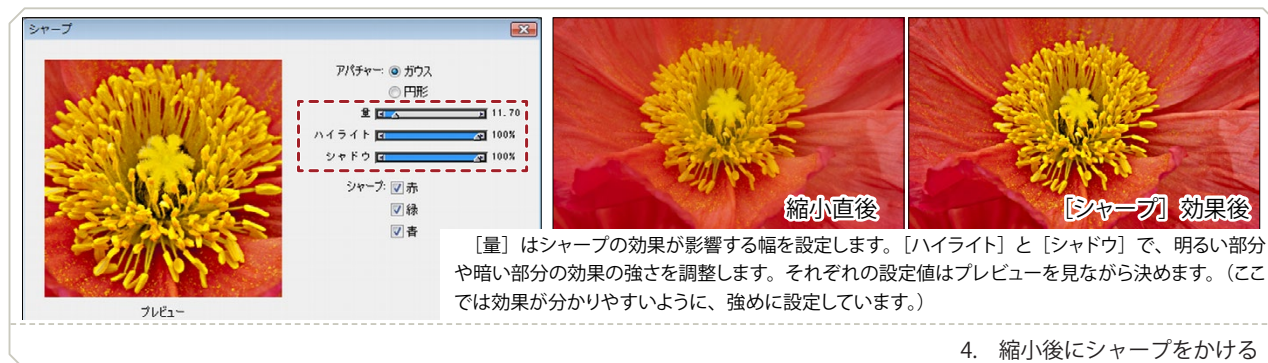 シャープ
アパチャー: ガウス
円形
量 11.70
ハイライト 100%
シャドウ 100%
シャープ: 赤
緑
青
プレビュー
縮小直後
［シャープ］効果後
［量］はシャープの効果が影響する幅を設定します。［ハイライト］と［シャドウ］で、明るい部分
や暗い部分の効果の強さを調整します。それぞれの設定値はプレビューを見ながら決めます。（ここ
では効果が分かりやすいように、強めに設定しています。）
4. 縮小後にシャープをかける